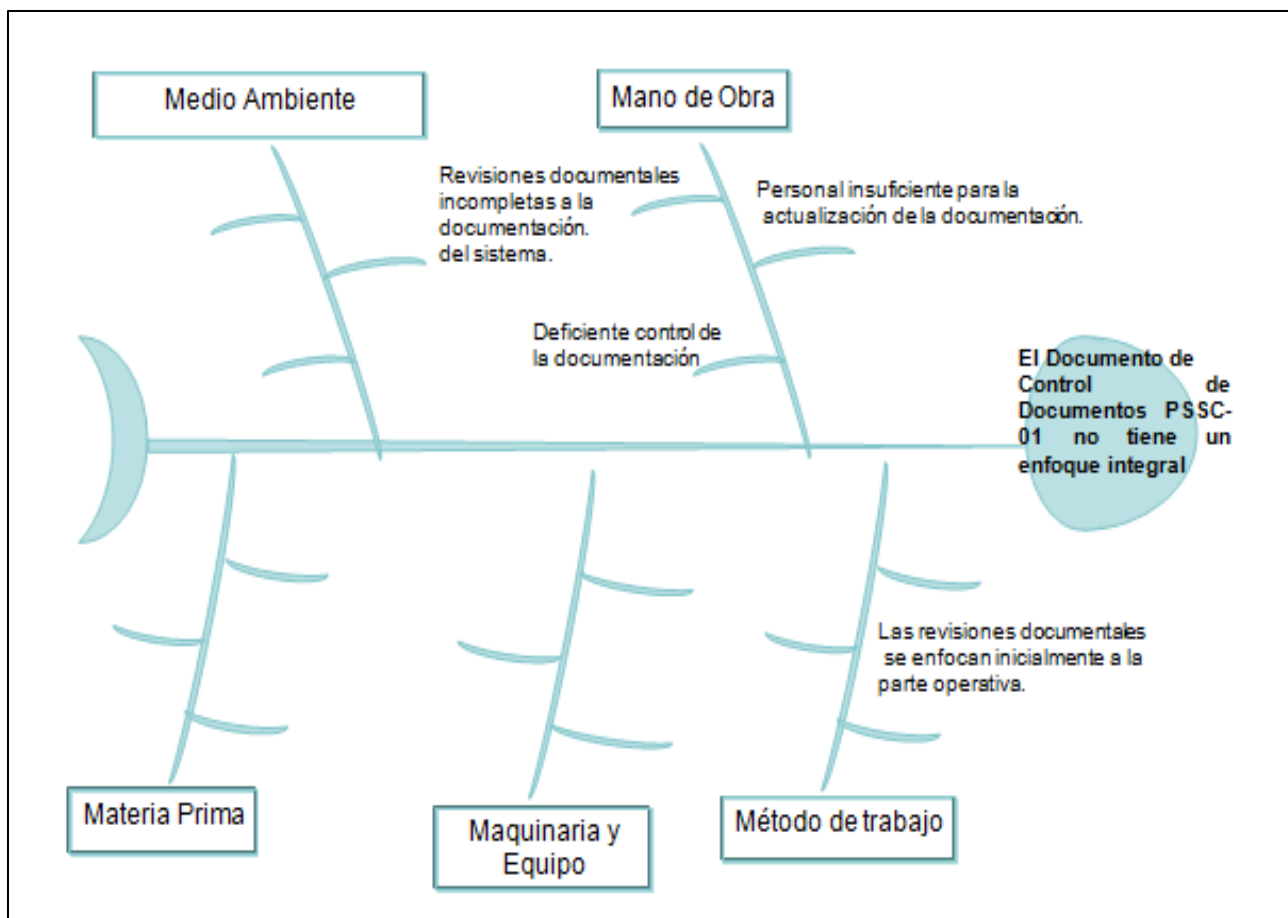 Medio Ambiente
Mano de Obra
Revisiones documentales
incompletas a la
documentación.
del sistema.
Personal insuficiente para la
actualización de la documentación.
Deficiente control de
la documentación
El Documento de
Control de
Documentos PSSC-
01 no tiene un
enfoque integral
Las revisiones documentales
se enfocan inicialmente a la
parte operativa.
Materia Prima
Maquinaria y
Equipo
Método de trabajo